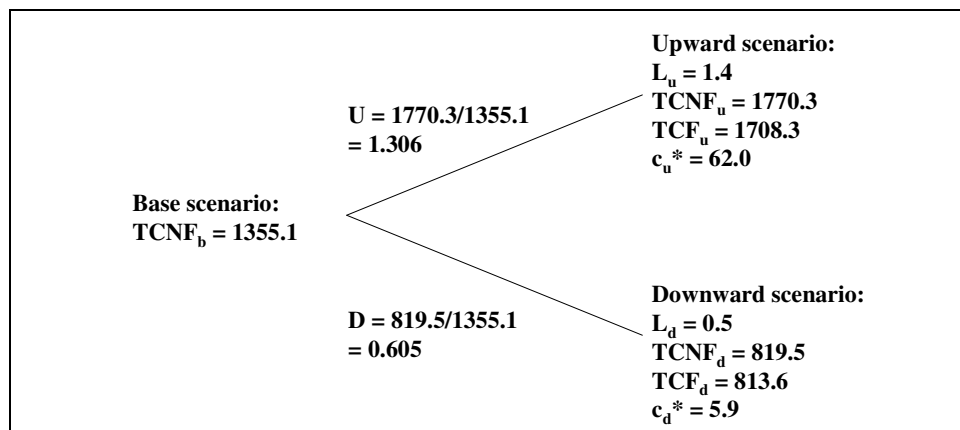 Upward scenario:
L_u = 1.4
TCNF_u = 1770.3
TCF_u = 1708.3
c_u* = 62.0
U = 1770.3/1355.1
= 1.306
Base scenario:
TCNF_b = 1355.1
D = 819.5/1355.1
= 0.605
Downward scenario:
L_d = 0.5
TCNF_d = 819.5
TCF_d = 813.6
c_d* = 5.9